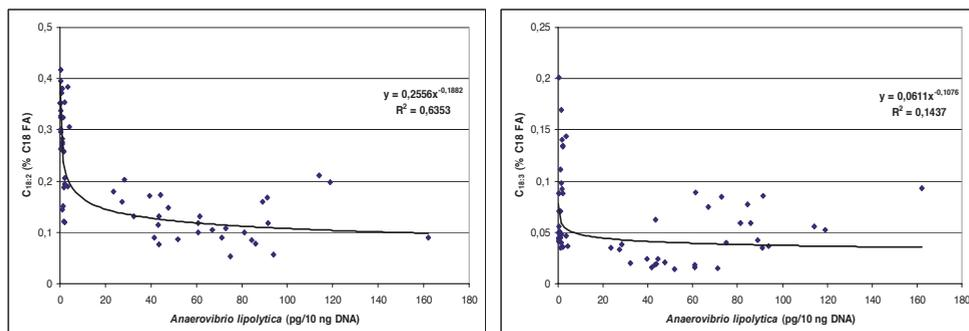 0,5
0,4
0,3
0,2
0,1
0
C18:2 (% C18 FA)
y = 0,2556x^-0,1882
R² = 0,6353
0 20 40 60 80 100 120 140 160 180
Anaerovibrio lipolytica (pg/10 ng DNA)
0,25
0,2
0,15
0,1
0,05
0
C18:3 (% C18 FA)
y = 0,0611x^-0,1076
R² = 0,1437
0 20 40 60 80 100 120 140 160 180
Anaerovibrio lipolytica (pg/10 ng DNA)